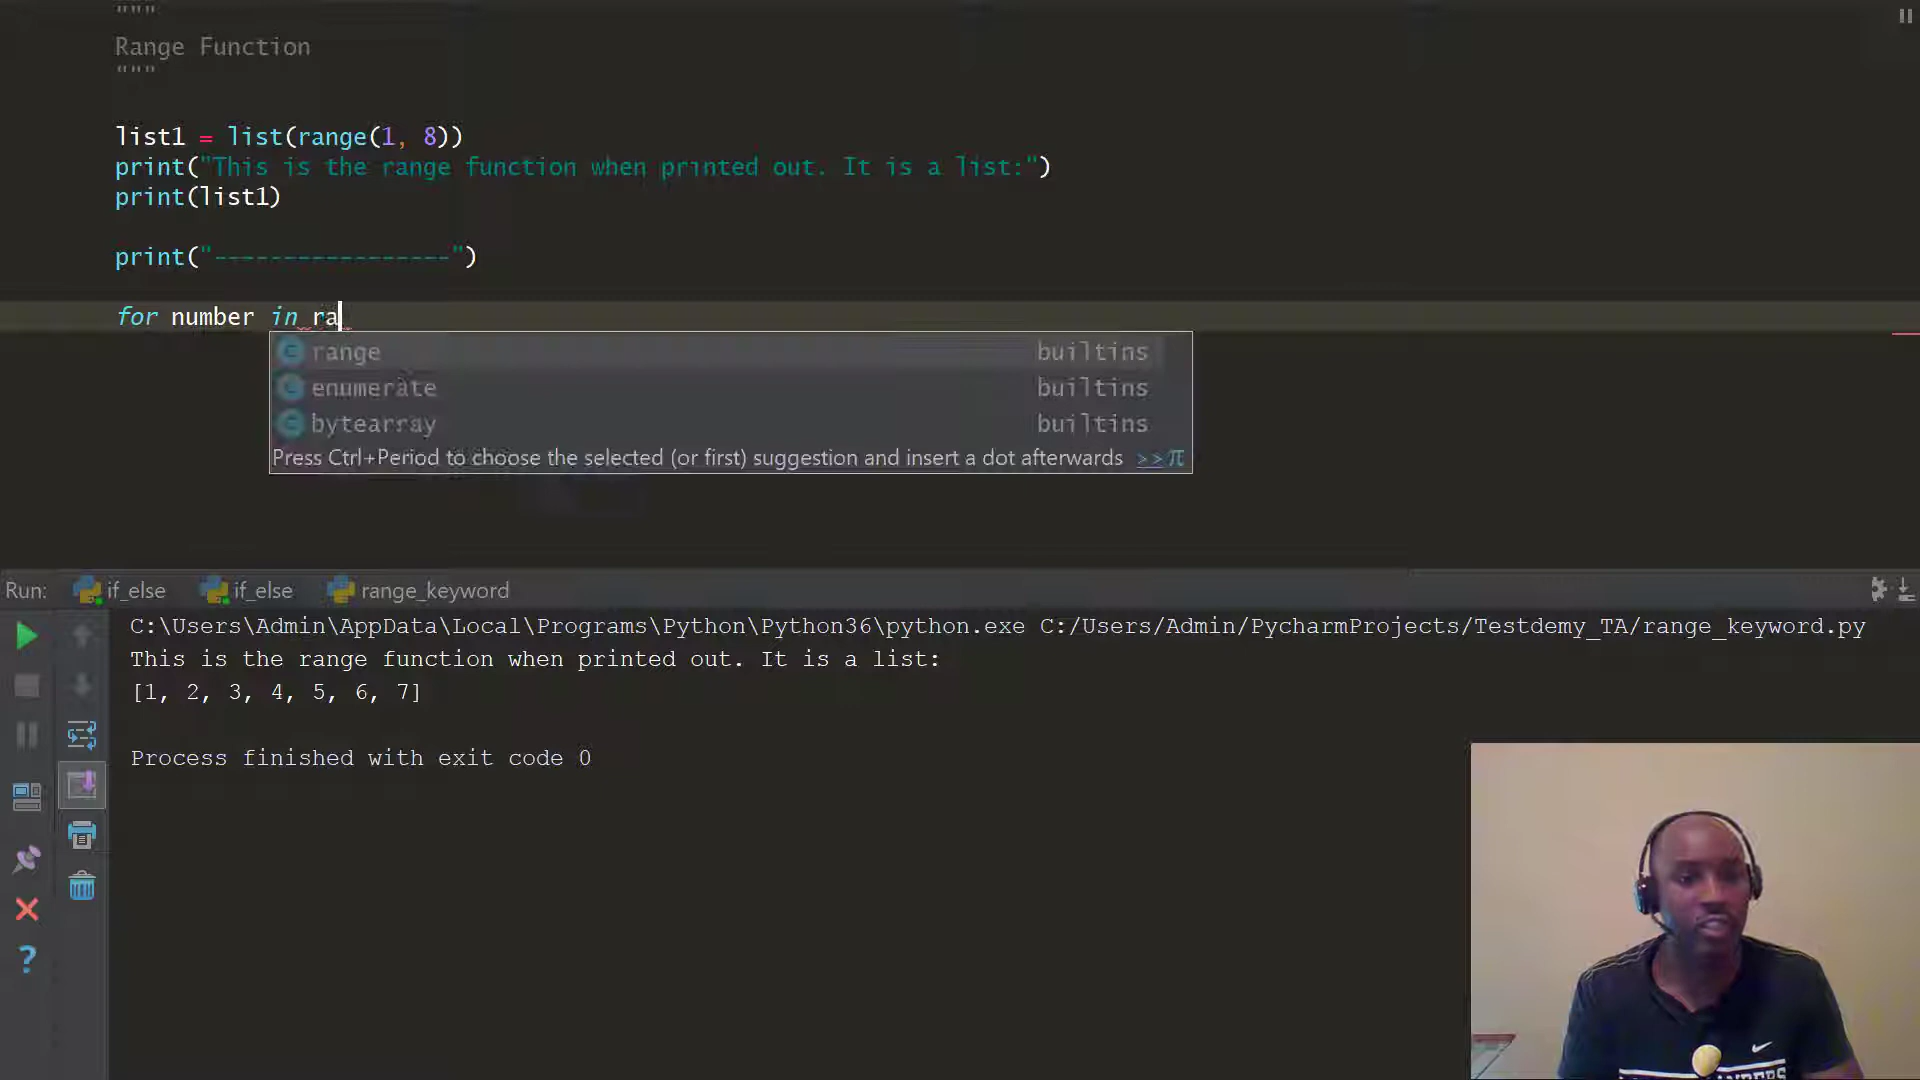 """
Range Function
"""
list1 = list(range(1, 8))
print("This is the range function when printed out. It is a list:")
print(list1)
print("-----------------")
for number in ra
range builtins
enumerate builtins
bytearray builtins
Press Ctrl+Period to choose the selected (or first) suggestion and insert a dot afterwards >> π
Run: if_else if_else range_keyword
C:\Users\Admin\AppData\Local\Programs\Python\Python36\python.exe C:/Users/Admin/PycharmProjects/Testdemy_TA/range_keyword.py
This is the range function when printed out. It is a list:
[1, 2, 3, 4, 5, 6, 7]
Process finished with exit code 0